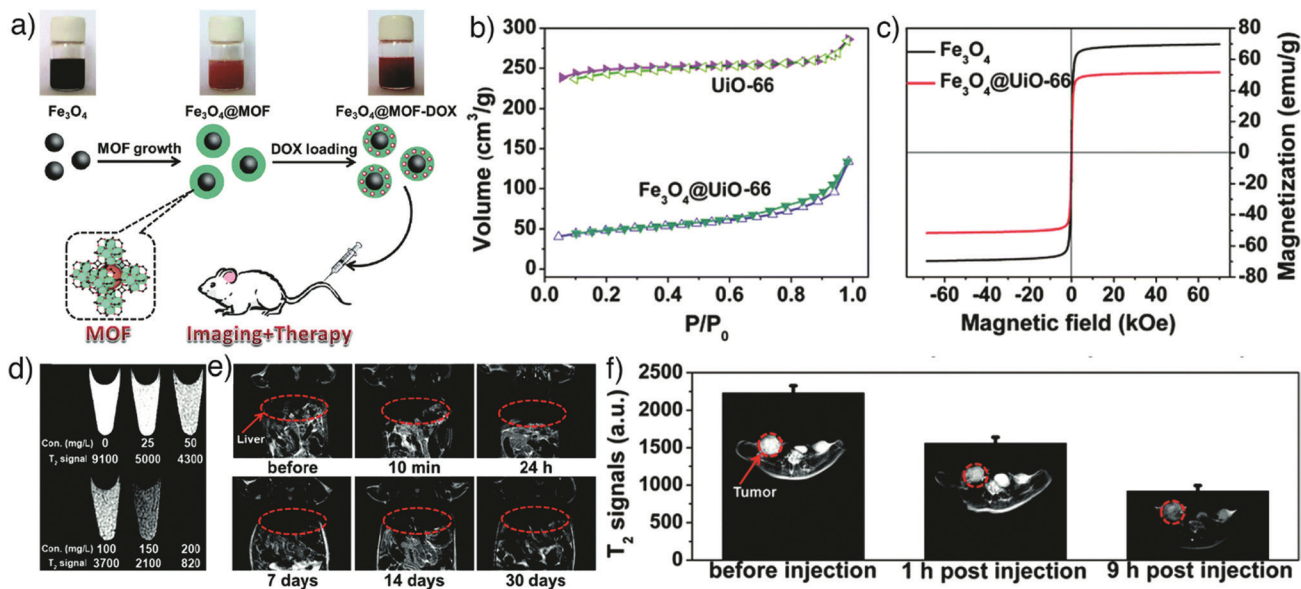 a)
Fe3O4
Fe3O4@MOF
Fe3O4@MOF-DOX
MOF growth
DOX loading
MOF
Imaging+Therapy
b)
Volume (cm3/g)
300
250
200
150
100
50
0
UiO-66
Fe3O4@UiO-66
0.0 0.2 0.4 0.6 0.8 1.0
P/P0
c)
Fe3O4
Fe3O4@UiO-66
80
60
40
20
0
-20
-40
-60
-80
Magnetization (emu/g)
-60 -40 -20 0 20 40 60
Magnetic field (kOe)
d)
Con. (mg/L) 0 25 50
T2 signal 9100 5000 4300
Con. (mg/L) 100 150 200
T2 signal 3700 2100 820
e)
Liver
before 10 min 24 h
7 days 14 days 30 days
f)
T2 signals (a.u.)
2500
2000
1500
1000
500
0
Tumor
before injection 1 h post injection 9 h post injection